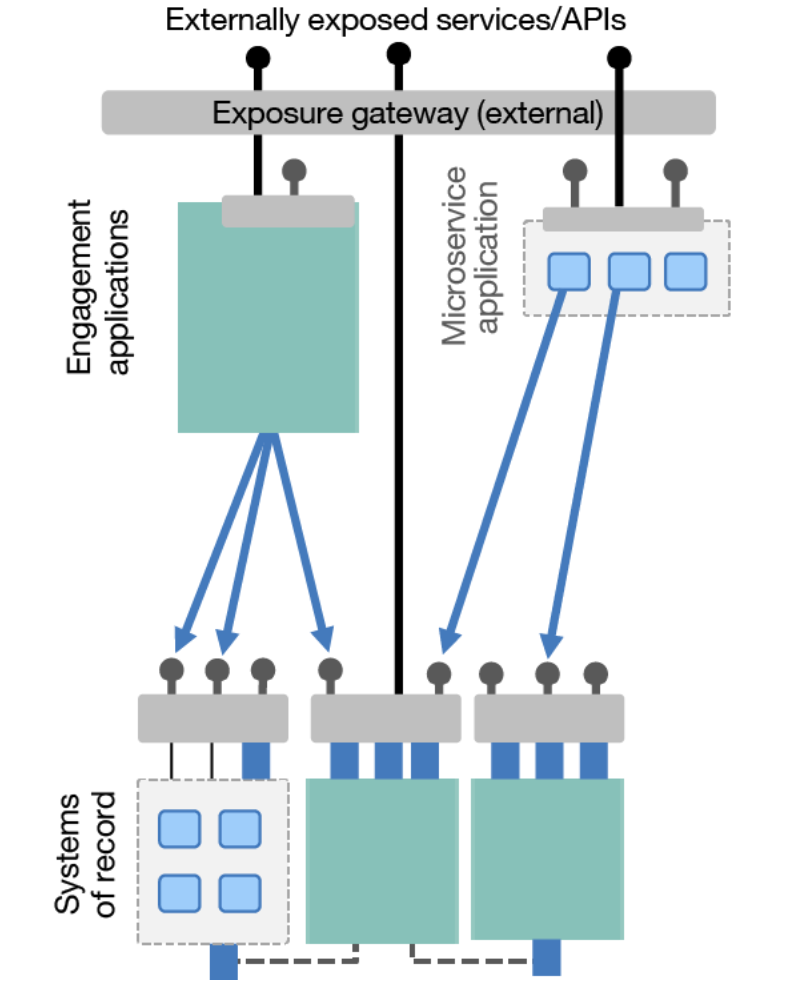 Externally exposed services/APIs
Exposure gateway (external)
Engagement
applications
Microservice
application
Systems
of record